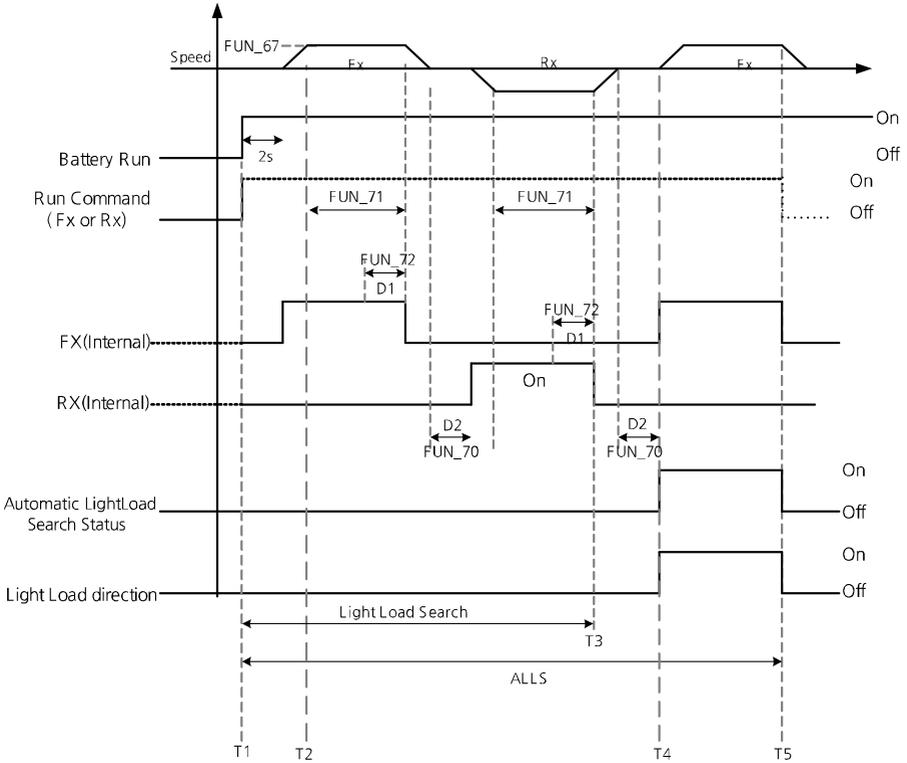 FUN_67
Speed
Fx
Rx
Fx
On
Battery Run
2s
Off
Run Command
(Fx or Rx)
On
FUN_71
FUN_71
Off
FUN_72
D1
FUN_72
D1
FX(Internal)
On
RX(Internal)
D2
FUN_70
D2
FUN_70
On
Automatic LightLoad
Search Status
Off
On
Light Load direction
Off
Light Load Search
T3
ALLS
T1
T2
T4
T5